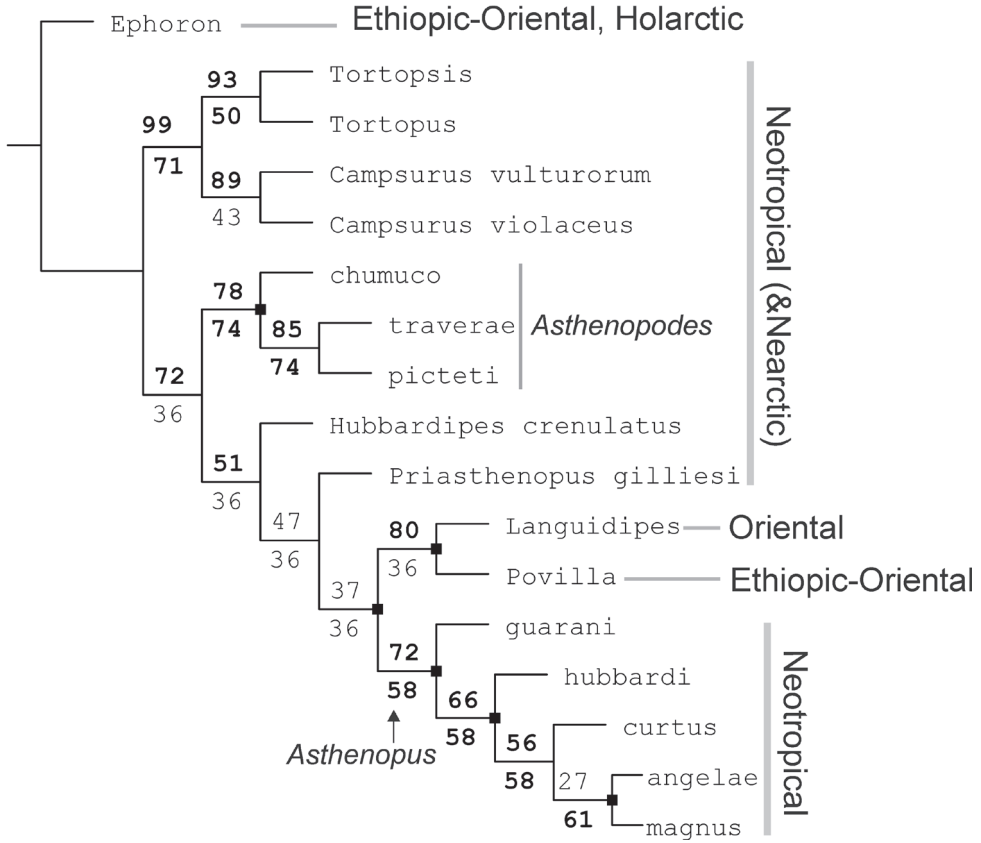 Ephoron
Ethiopic-Oriental, Holarctic
93
Tortopsis
50
Tortopus
99
71
89
Campsurus vulturorum
43
Campsurus violaceus
Neotropical (&Nearctic)
78
chumuco
74
85
traverae
Asthenopodes
74
picteti
72
36
Hubbardipes crenulatus
51
36
Priasthenopus gilliesi
47
36
80
Languidipes
Oriental
36
Povilla
Ethiopic-Oriental
37
36
guarani
72
58
Asthenopus
hubbardi
66
58
curtus
56
58
27
angelae
61
magnus
Neotropical